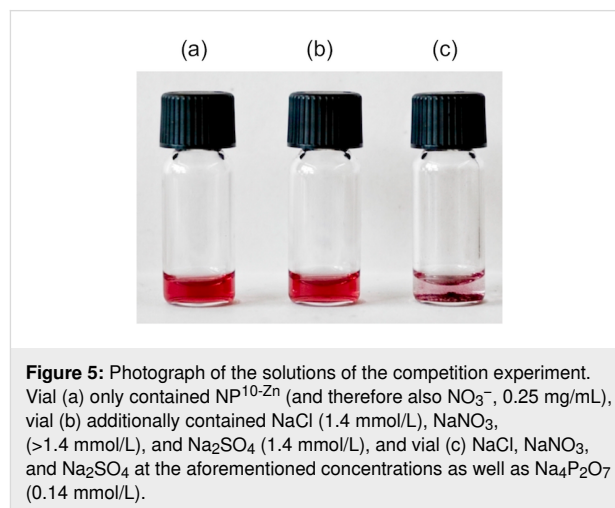 (a) (b) (c)
Figure 5: Photograph of the solutions of the competition experiment.
Vial (a) only contained NP10-Zn (and therefore also NO3−, 0.25 mg/mL),
vial (b) additionally contained NaCl (1.4 mmol/L), NaNO3,
(>1.4 mmol/L), and Na2SO4 (1.4 mmol/L), and vial (c) NaCl, NaNO3,
and Na2SO4 at the aforementioned concentrations as well as Na4P2O7
(0.14 mmol/L).